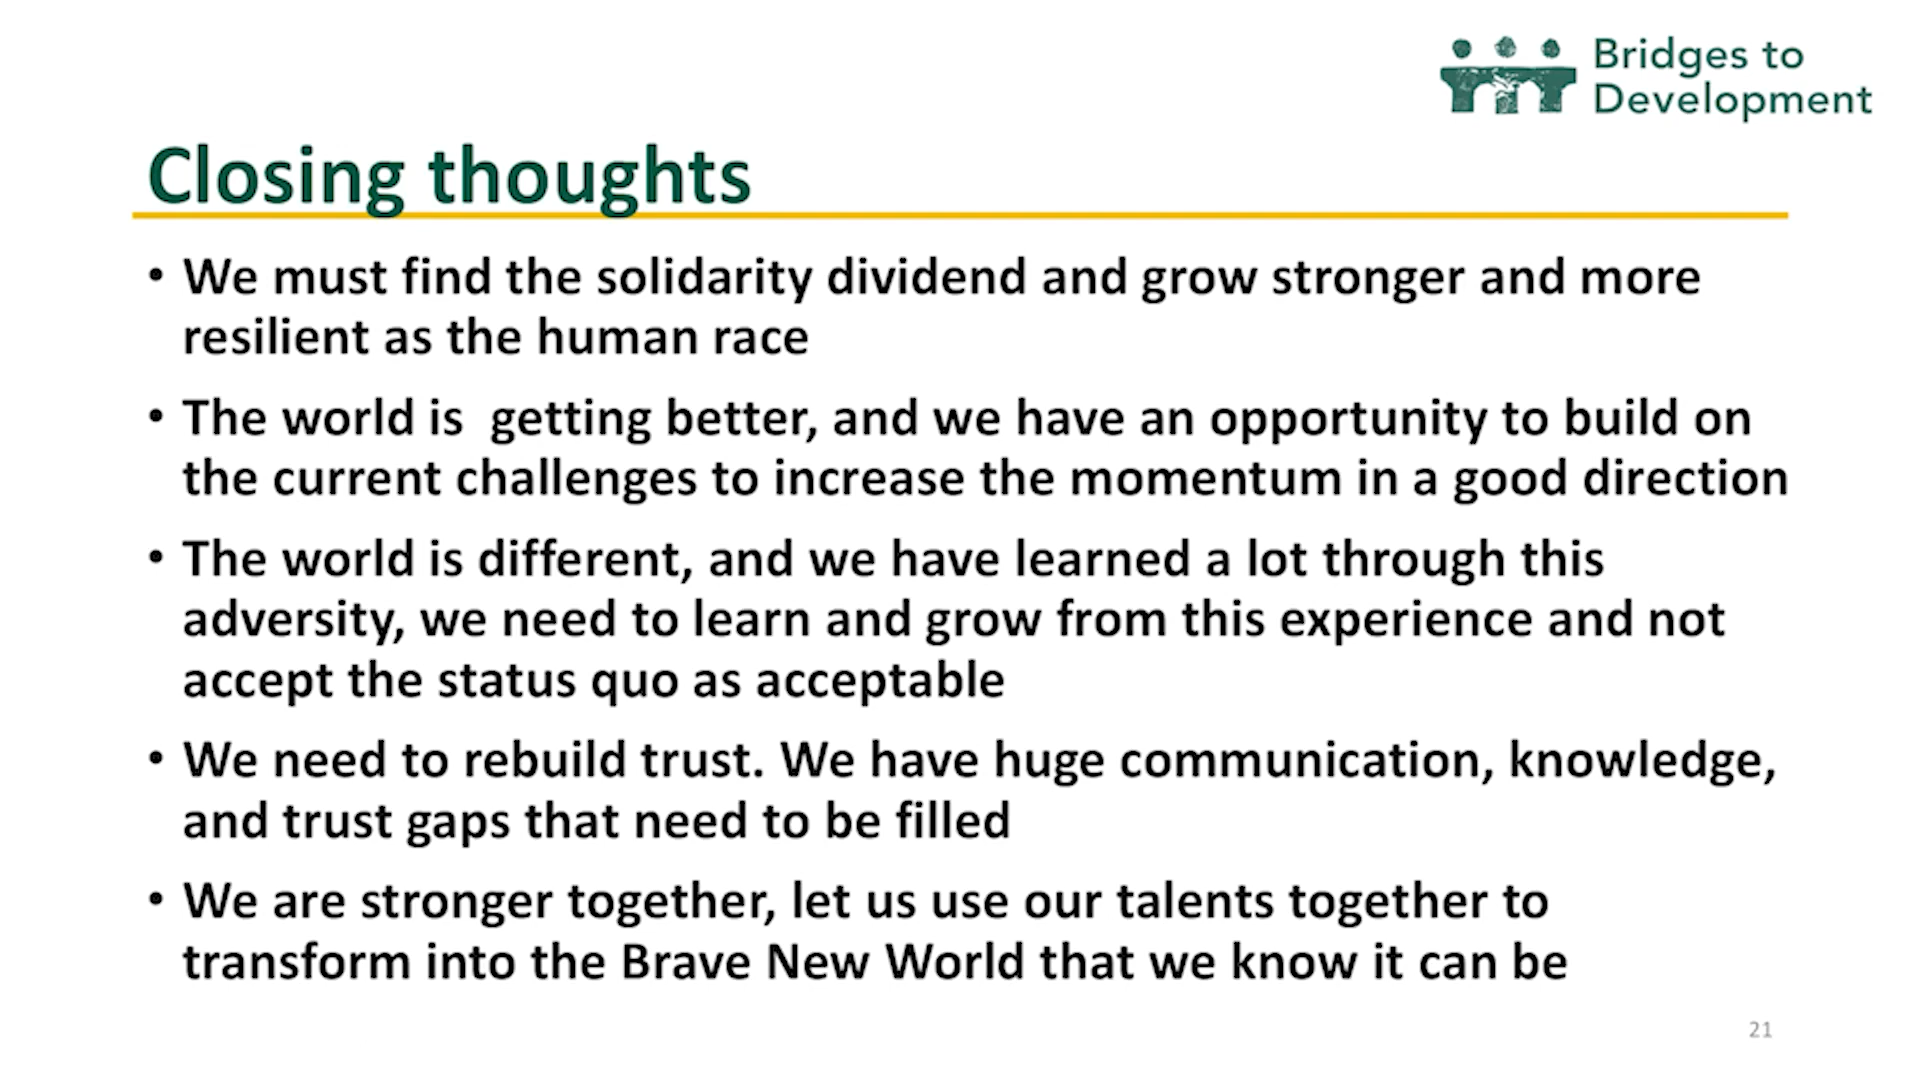 Bridges to
Development
Closing thoughts
• We must find the solidarity dividend and grow stronger and more
resilient as the human race
• The world is  getting better, and we have an opportunity to build on
the current challenges to increase the momentum in a good direction
• The world is different, and we have learned a lot through this
adversity, we need to learn and grow from this experience and not
accept the status quo as acceptable
• We need to rebuild trust. We have huge communication, knowledge,
and trust gaps that need to be filled
• We are stronger together, let us use our talents together to
transform into the Brave New World that we know it can be
21